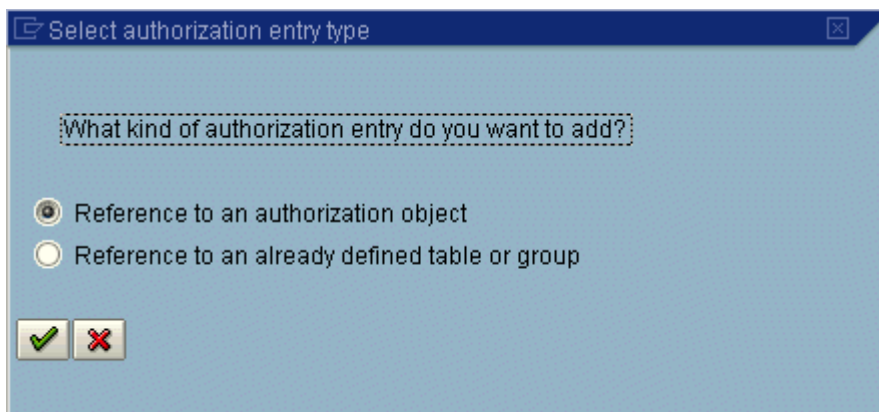 Select authorization entry type
What kind of authorization entry do you want to add?
Reference to an authorization object
Reference to an already defined table or group